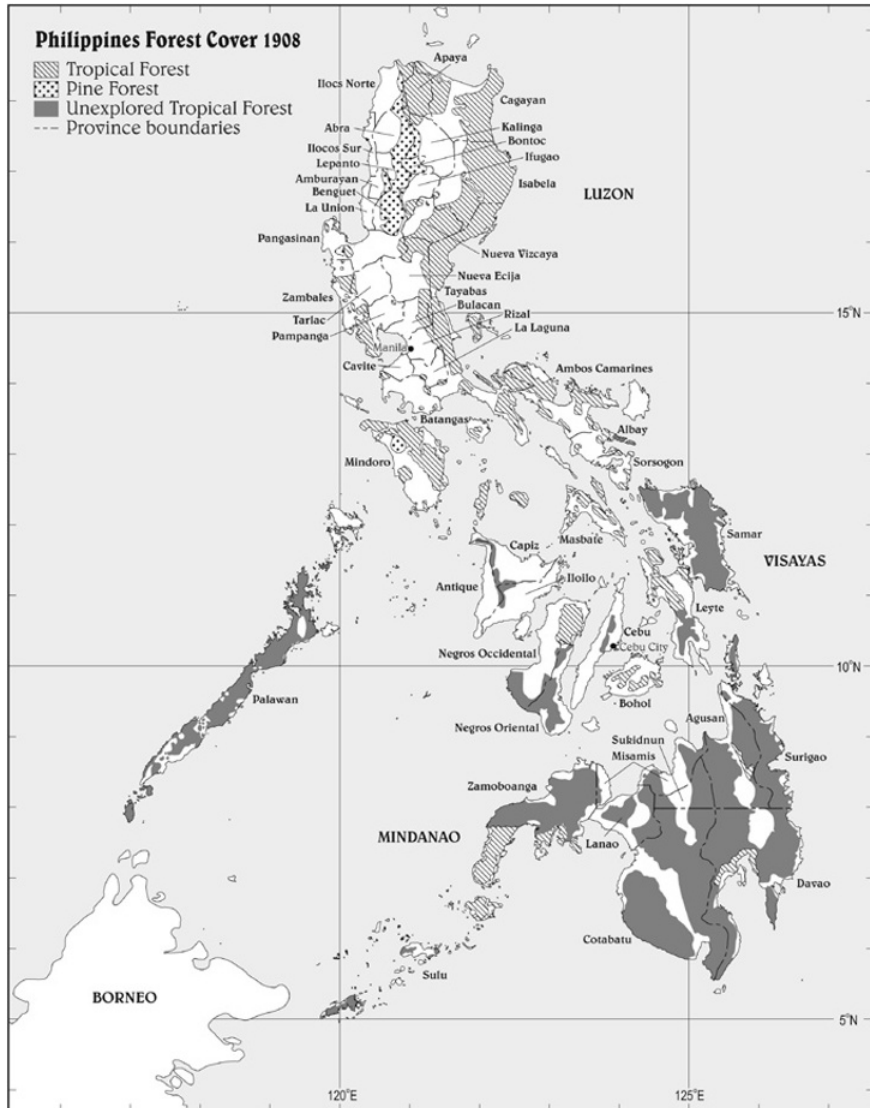 Philippines Forest Cover 1908
Tropical Forest
Pine Forest
Unexplored Tropical Forest
Province boundaries
Apaya
Ilocs Norte
Cagayan
Abra
Kalinga
Bontoc
Ilocos Sur
Ifugao
Lepanto
Amburayan
Isabela
Benguet
LUZON
La Union
Pangasinan
Nueva Vizcaya
Nueva Ecija
Tayabas
Zambales
Bulacan
15°N
Tarlac
Rizal
La Laguna
Pampanga
Manila
Cavite
Ambos Camarines
Batangas
Albay
Mindoro
Sorsogon
Masbate
Samar
Capiz
VISAYAS
Antique
Iloilo
Leyte
Cebu
Cebu City
Negros Occidental
10°N
Palawan
Bohol
Agusan
Negros Oriental
Sukidnun
Misamis
Surigao
Zamoboanga
MINDANAO
Lanao
Davao
Cotabatu
Sulu
BORNEO
5°N
120°E
125°E